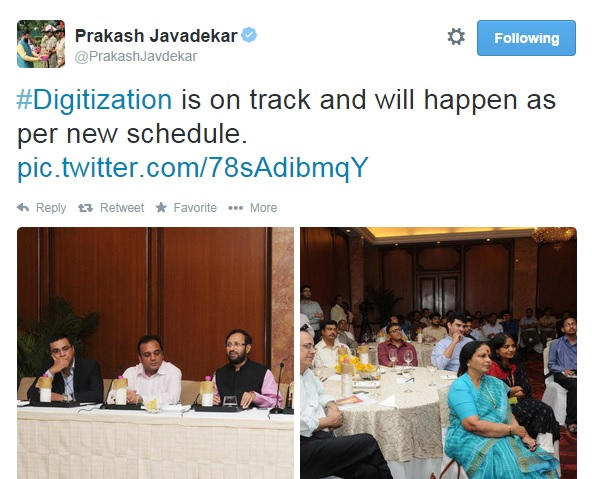 Prakash Javadekar
@PrakashJavdekar
Following
#Digitization is on track and will happen as
per new schedule.
pic.twitter.com/78sAdibmqY
Reply Retweet Favorite More